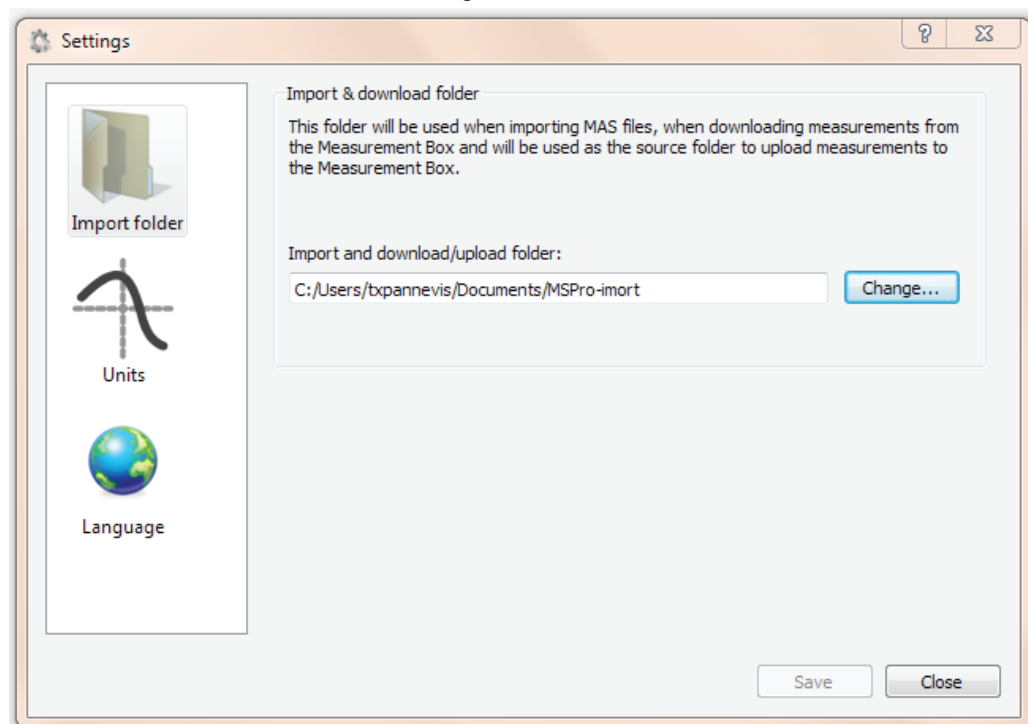 Settings
Import folder
Units
Language
Import & download folder
This folder will be used when importing MAS files, when downloading measurements from
the Measurement Box and will be used as the source folder to upload measurements to
the Measurement Box.
Import and download/upload folder:
C:/Users/txpannevis/Documents/MSPro-imort
Change...
Save
Close